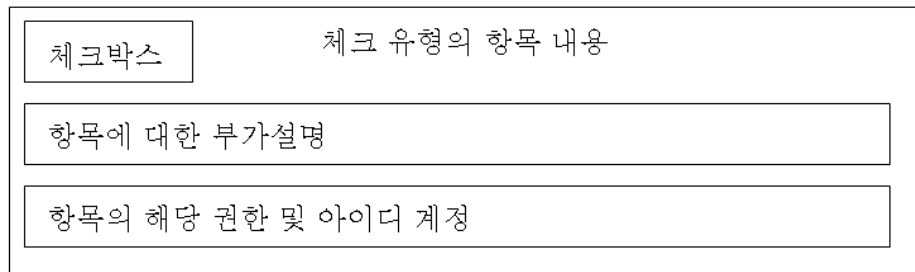 체크박스 체크 유형의 항목 내용
항목에 대한 부가설명
항목의 해당 권한 및 아이디 계정